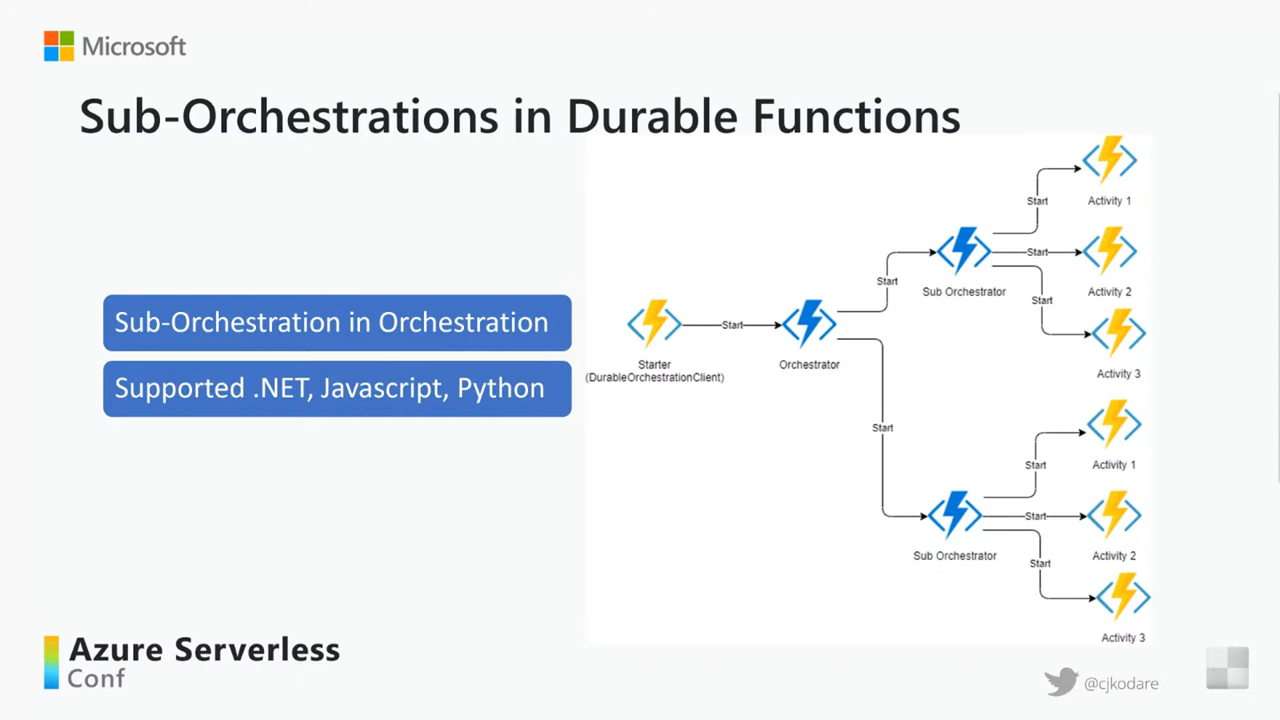 Microsoft
Sub-Orchestrations in Durable Functions
Sub-Orchestration in Orchestration
Supported .NET, Javascript, Python
Starter
(DurableOrchestrationClient)
Start
Orchestrator
Start
Sub Orchestrator
Start
Activity 1
Start
Activity 2
Start
Activity 3
Start
Sub Orchestrator
Start
Activity 1
Start
Activity 2
Start
Activity 3
Azure Serverless
Conf
@cjkodare